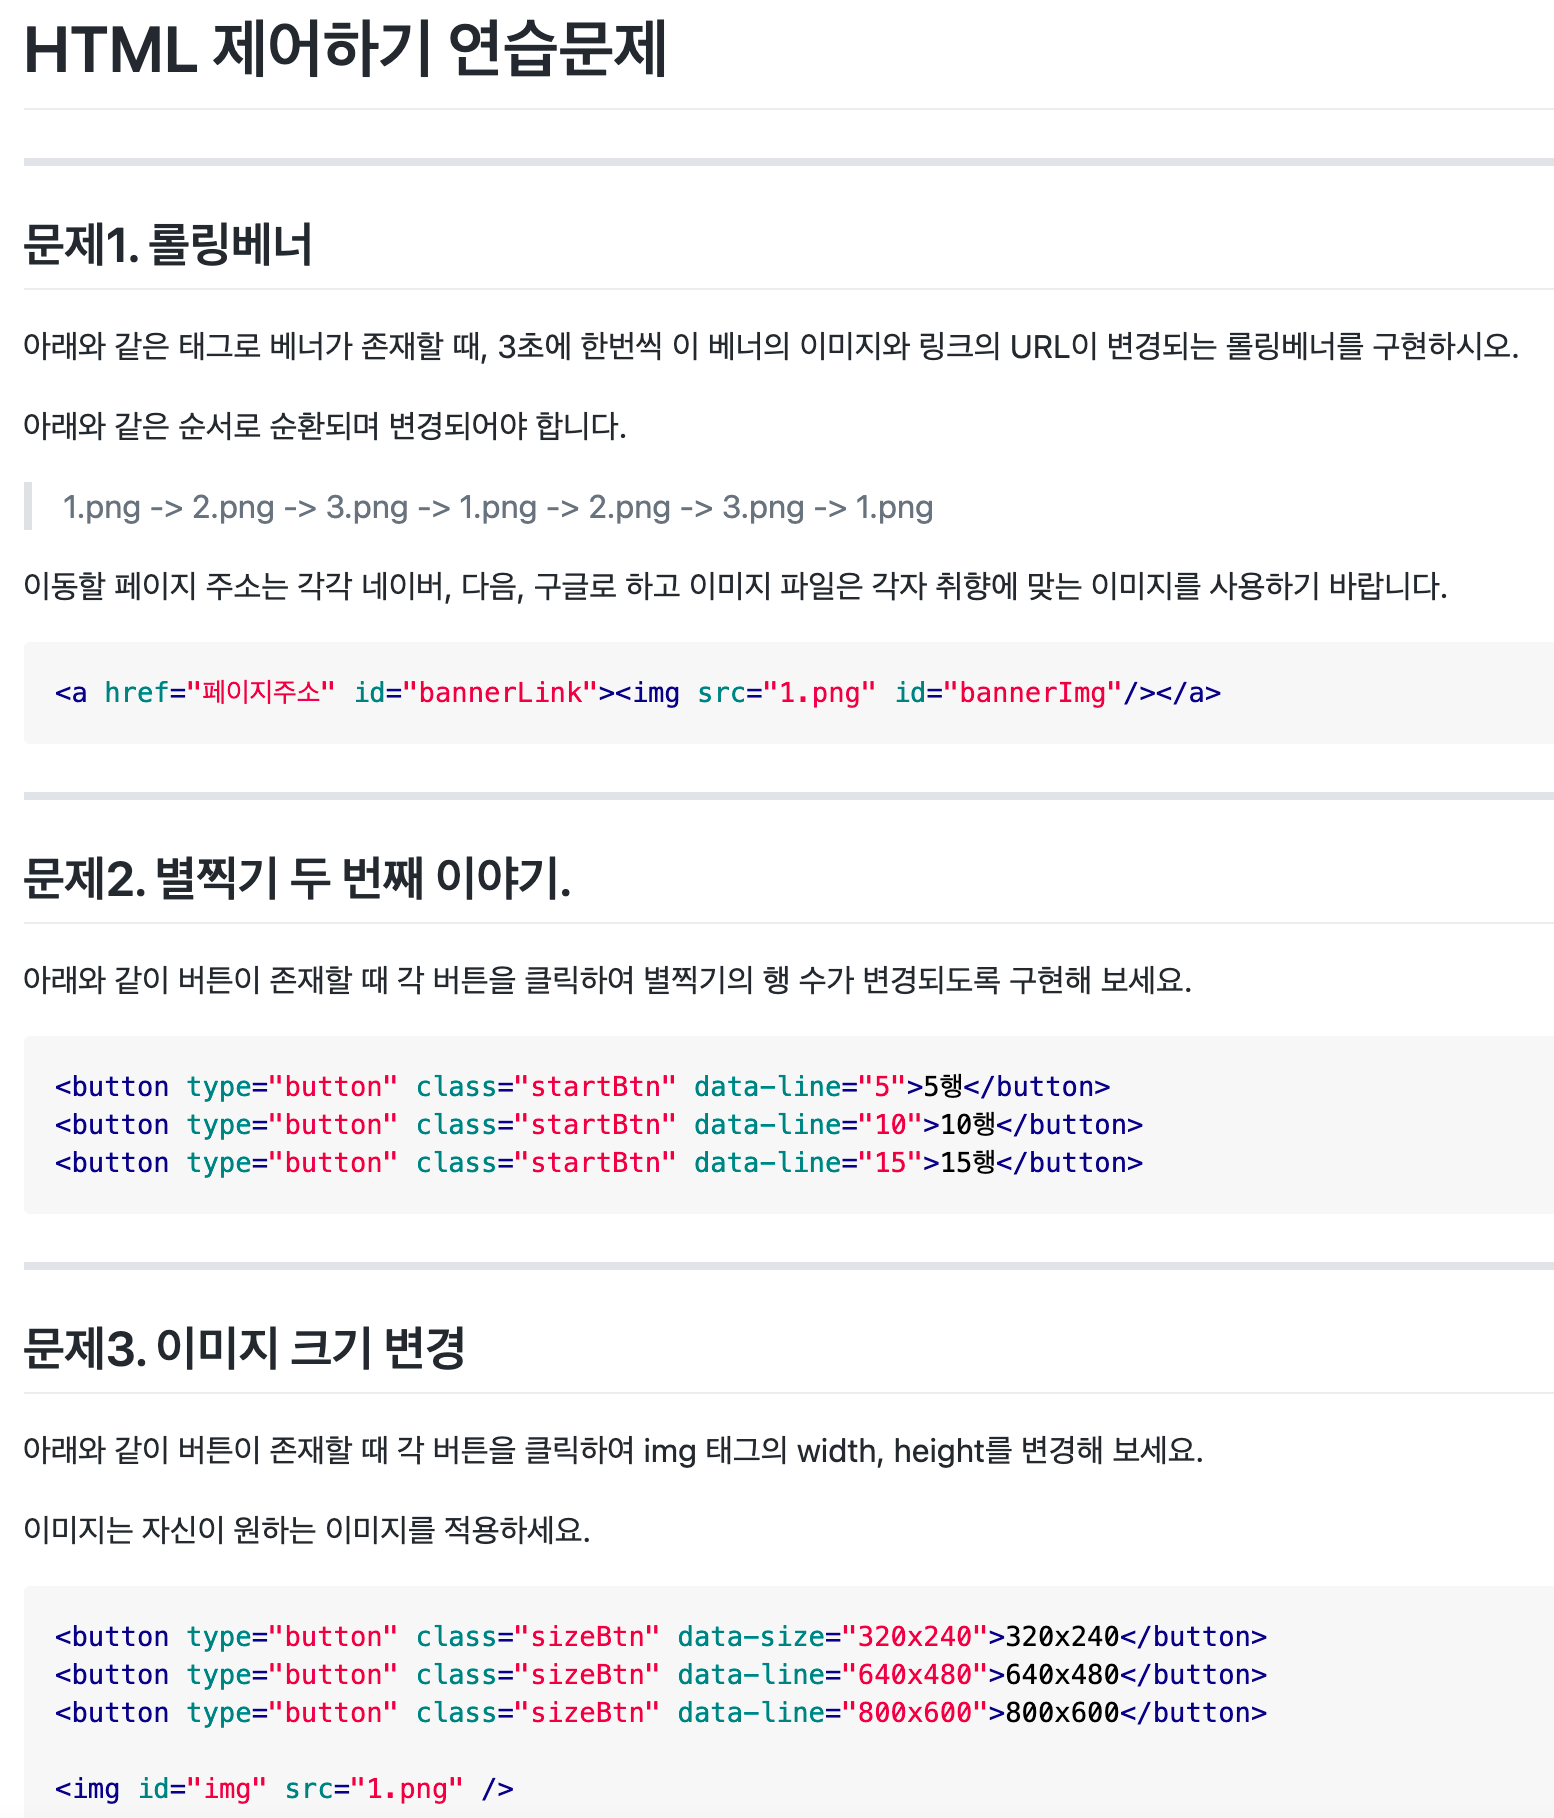 HTML 제어하기 연습문제
문제1. 롤링베너
아래와 같은 태그로 베너가 존재할 때, 3초에 한번씩 이 베너의 이미지와 링크의 URL이 변경되는 롤링베너를 구현하시오.
아래와 같은 순서로 순환되며 변경되어야 합니다.
1.png -> 2.png -> 3.png -> 1.png -> 2.png -> 3.png -> 1.png
이동할 페이지 주소는 각각 네이버, 다음, 구글로 하고 이미지 파일은 각자 취향에 맞는 이미지를 사용하기 바랍니다.
<a href="페이지주소" id="bannerLink"><img src="1.png" id="bannerImg"/></a>
문제2. 별찍기 두 번째 이야기.
아래와 같이 버튼이 존재할 때 각 버튼을 클릭하여 별찍기의 행 수가 변경되도록 구현해 보세요.
<button type="button" class="startBtn" data-line="5">5행</button>
<button type="button" class="startBtn" data-line="10">10행</button>
<button type="button" class="startBtn" data-line="15">15행</button>
문제3. 이미지 크기 변경
아래와 같이 버튼이 존재할 때 각 버튼을 클릭하여 img 태그의 width, height를 변경해 보세요.
이미지는 자신이 원하는 이미지를 적용하세요.
<button type="button" class="sizeBtn" data-size="320x240">320x240</button>
<button type="button" class="sizeBtn" data-line="640x480">640x480</button>
<button type="button" class="sizeBtn" data-line="800x600">800x600</button>
<img id="img" src="1.png" />